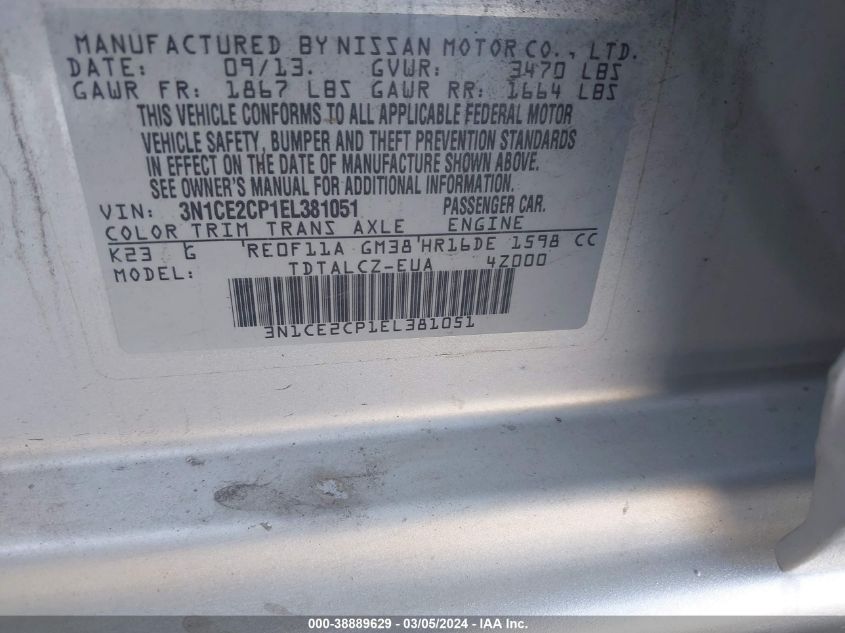 MANUFACTURED BY NISSAN MOTOR CO., LTD.
DATE: 09/13. GVWR: 3470 LBS
GAWR FR: 1867 LBS GAWR RR: 1664 LBS
THIS VEHICLE CONFORMS TO ALL APPLICABLE FEDERAL MOTOR
VEHICLE SAFETY, BUMPER AND THEFT PREVENTION STANDARDS
IN EFFECT ON THE DATE OF MANUFACTURE SHOWN ABOVE.
SEE OWNER'S MANUAL FOR ADDITIONAL INFORMATION.
VIN: 3N1CE2CP1EL381051 PASSENGER CAR.
COLOR TRIM TRANS AXLE ENGINE
K23 G 'RE0F11A GM38'HR16DE 1598 CC
MODEL: TDTALCZ-EUA 4Z000
3N1CE2CP1EL381051
000-38889629 - 03/05/2024 - IAA Inc.